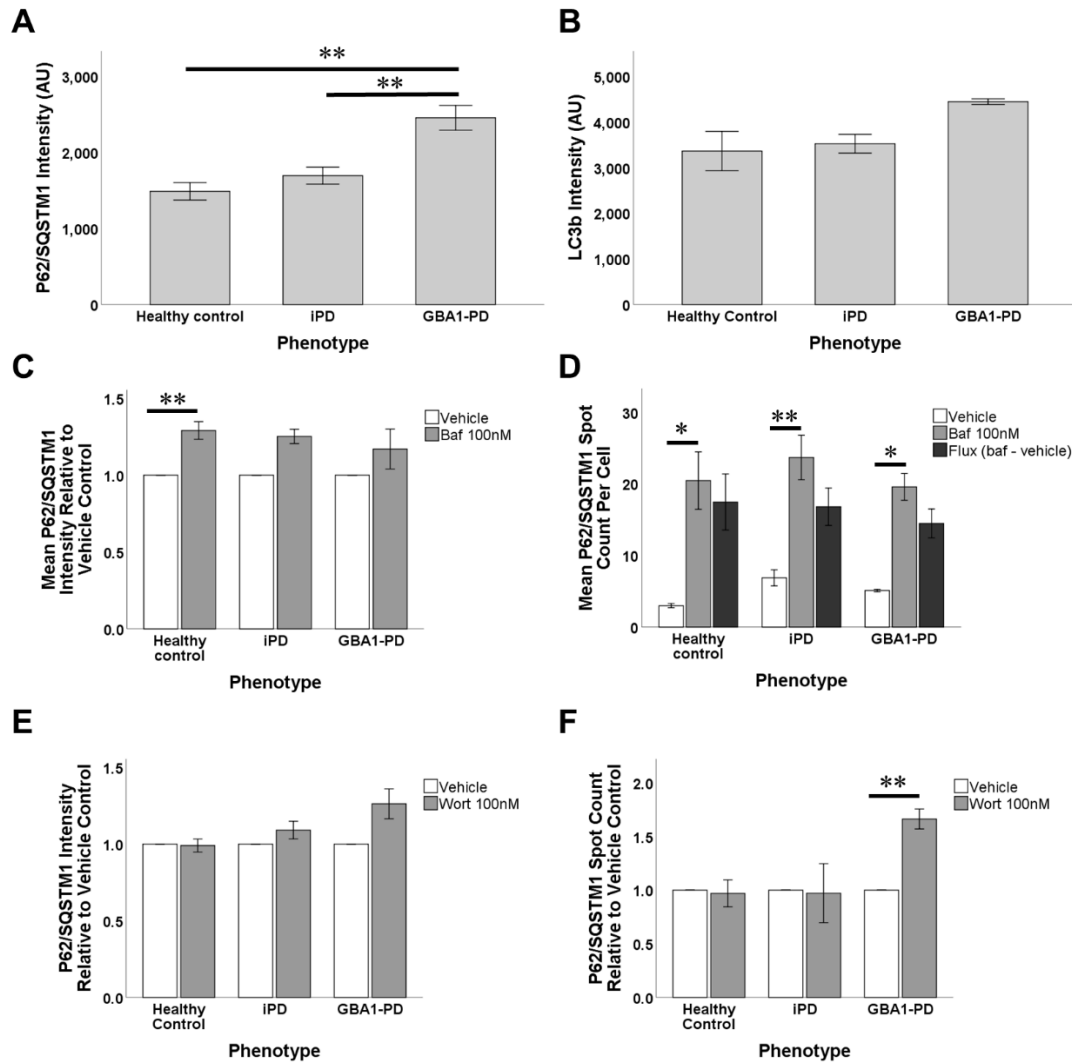 A
P62/SQSTM1 Intensity (AU)
3,000
2,000
1,000
0
**
**
Healthy control
iPD
GBA1-PD
Phenotype
B
LC3b Intensity (AU)
5,000
4,000
3,000
2,000
1,000
0
Healthy Control
iPD
GBA1-PD
Phenotype
C
Mean P62/SQSTM1
Intensity Relative to
Vehicle Control
1.5
1.0
0.5
0.0
**
Vehicle
Baf 100nM
Healthy
control
iPD
GBA1-PD
Phenotype
D
Mean P62/SQSTM1 Spot
Count Per Cell
30
20
10
0
*
**
*
Vehicle
Baf 100nM
Flux (baf - vehicle)
Healthy
control
iPD
GBA1-PD
Phenotype
E
P62/SQSTM1 Intensity
Relative to Vehicle Control
1.5
1.0
0.5
0.0
Vehicle
Wort 100nM
Healthy
Control
iPD
GBA1-PD
Phenotype
F
P62/SQSTM1 Spot Count
Relative to Vehicle Control
2.0
1.5
1.0
0.5
0.0
**
Vehicle
Wort 100nM
Healthy
Control
iPD
GBA1-PD
Phenotype